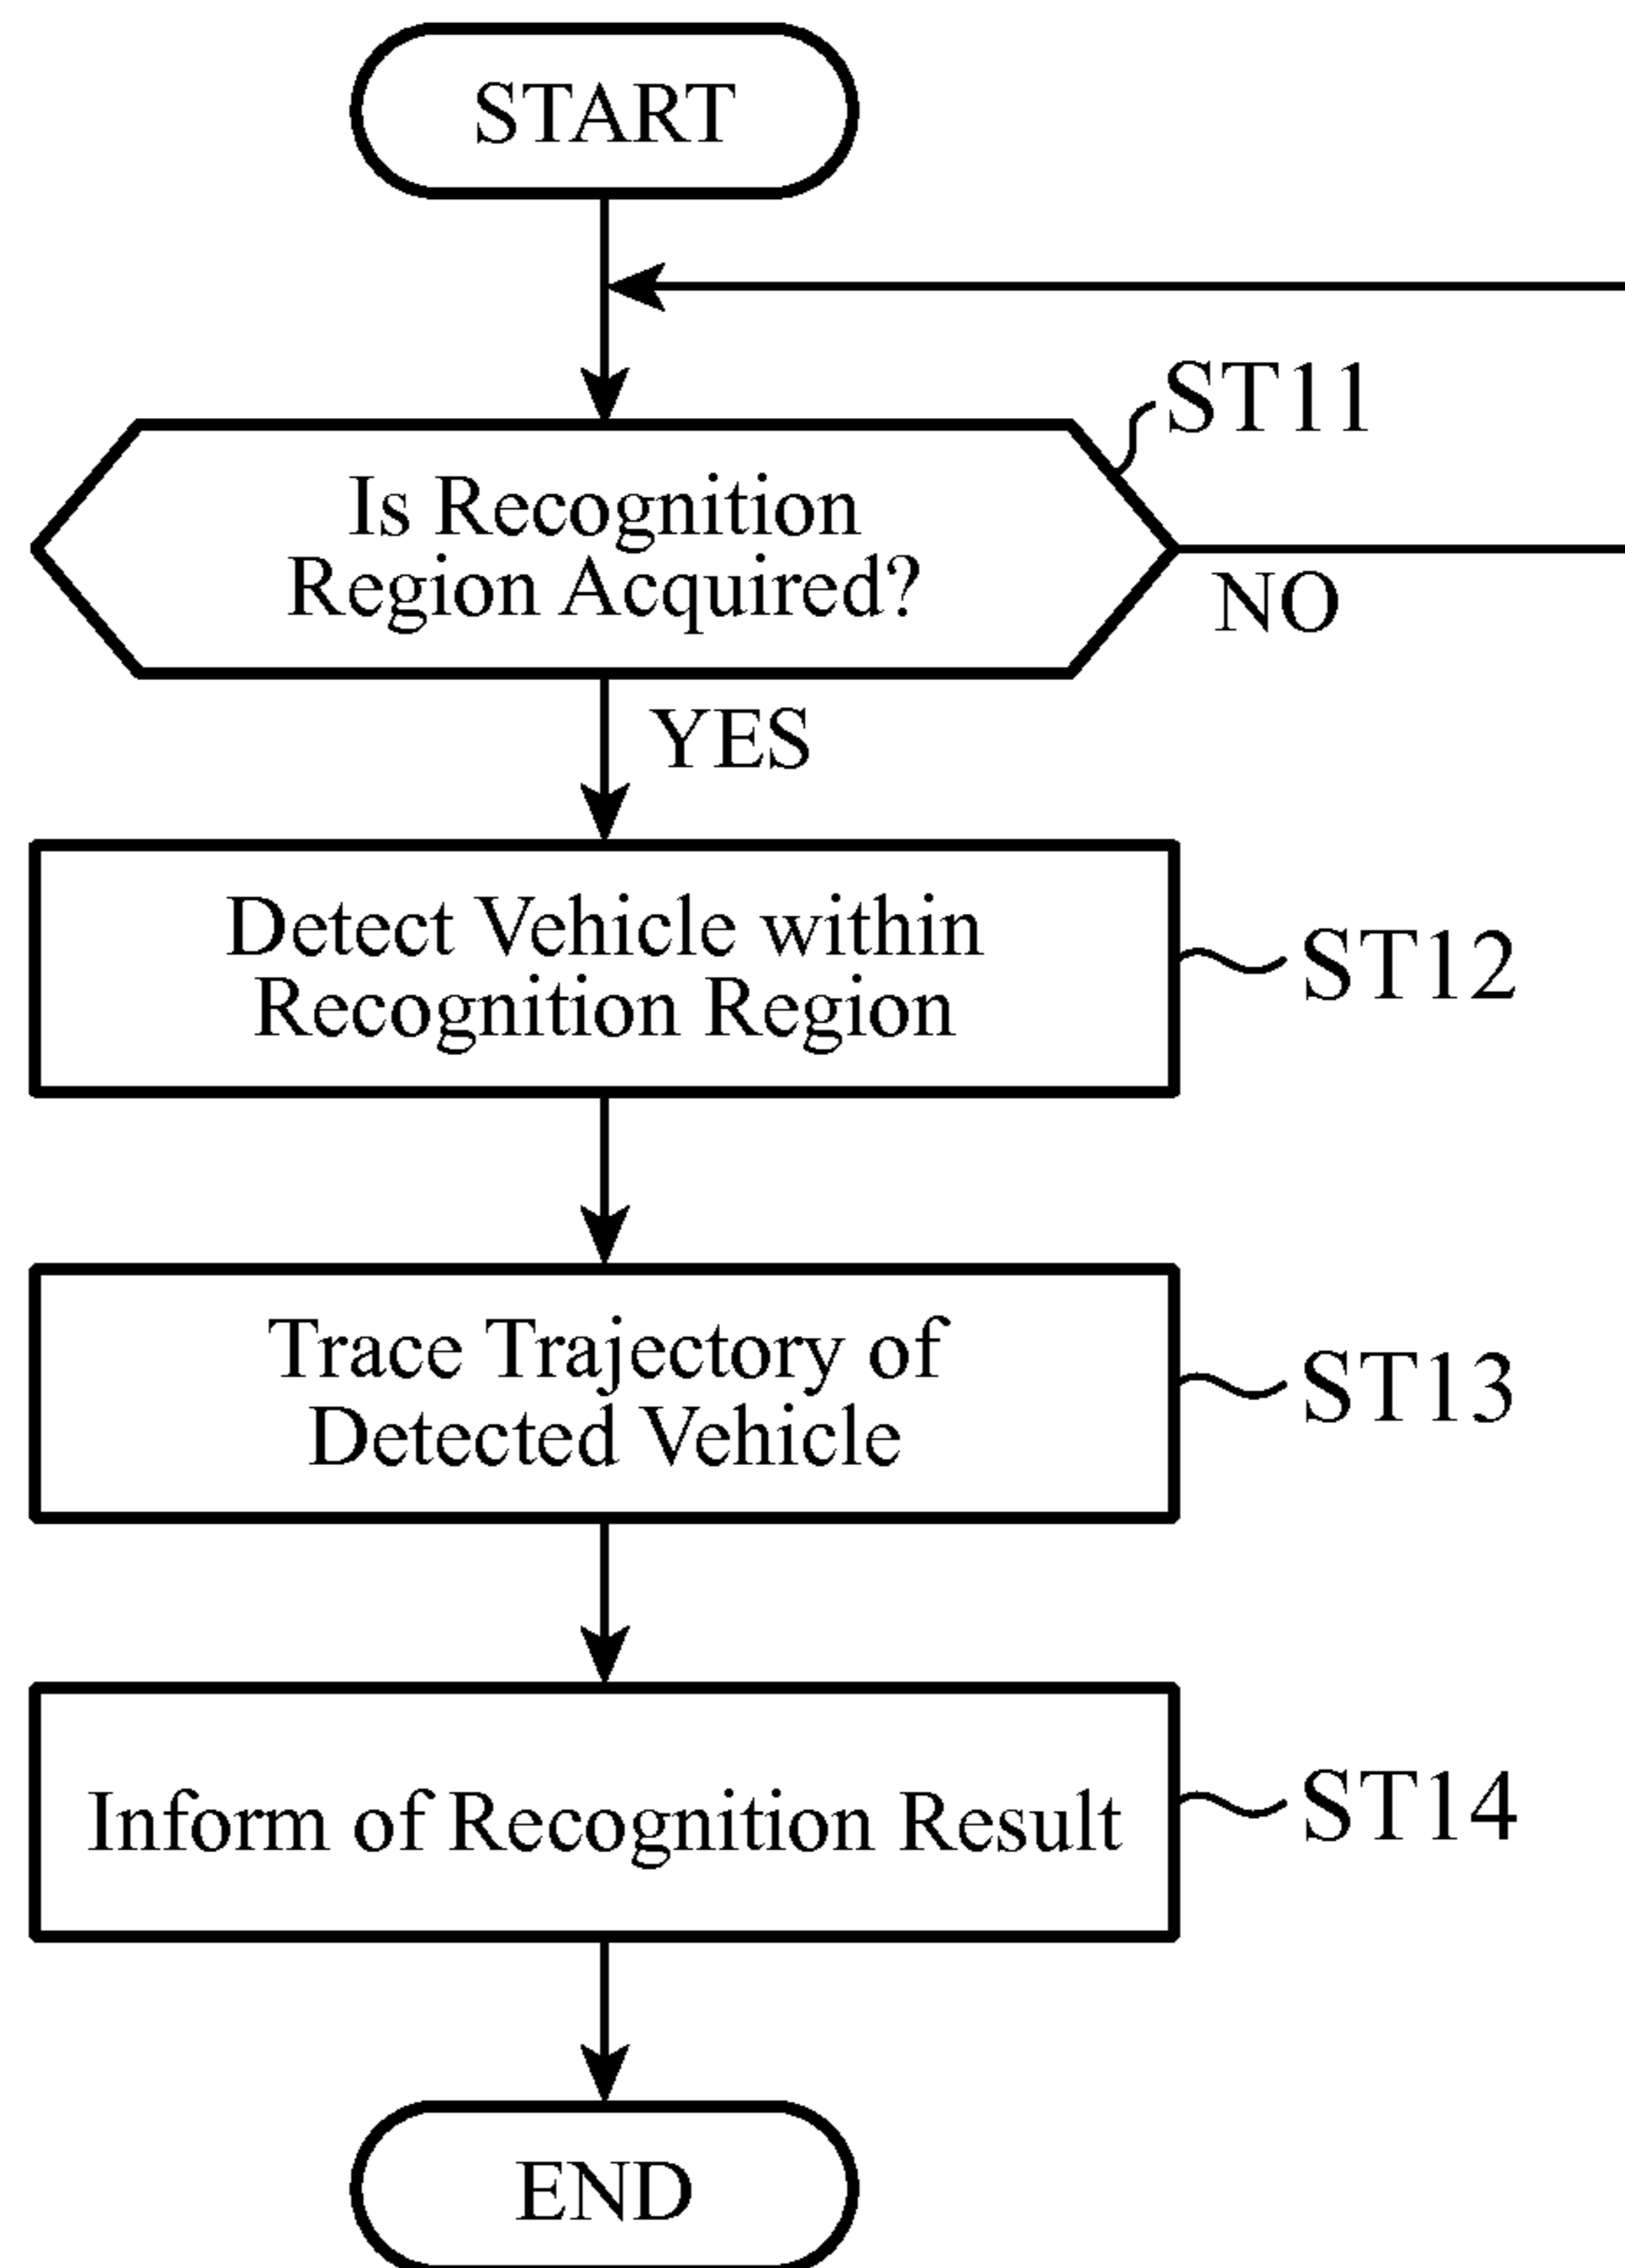 START
ST11
Is Recognition
Region Acquired?
NO
YES
Detect Vehicle within
Recognition Region
ST12
Trace Trajectory of
Detected Vehicle
ST13
Inform of Recognition Result
ST14
END